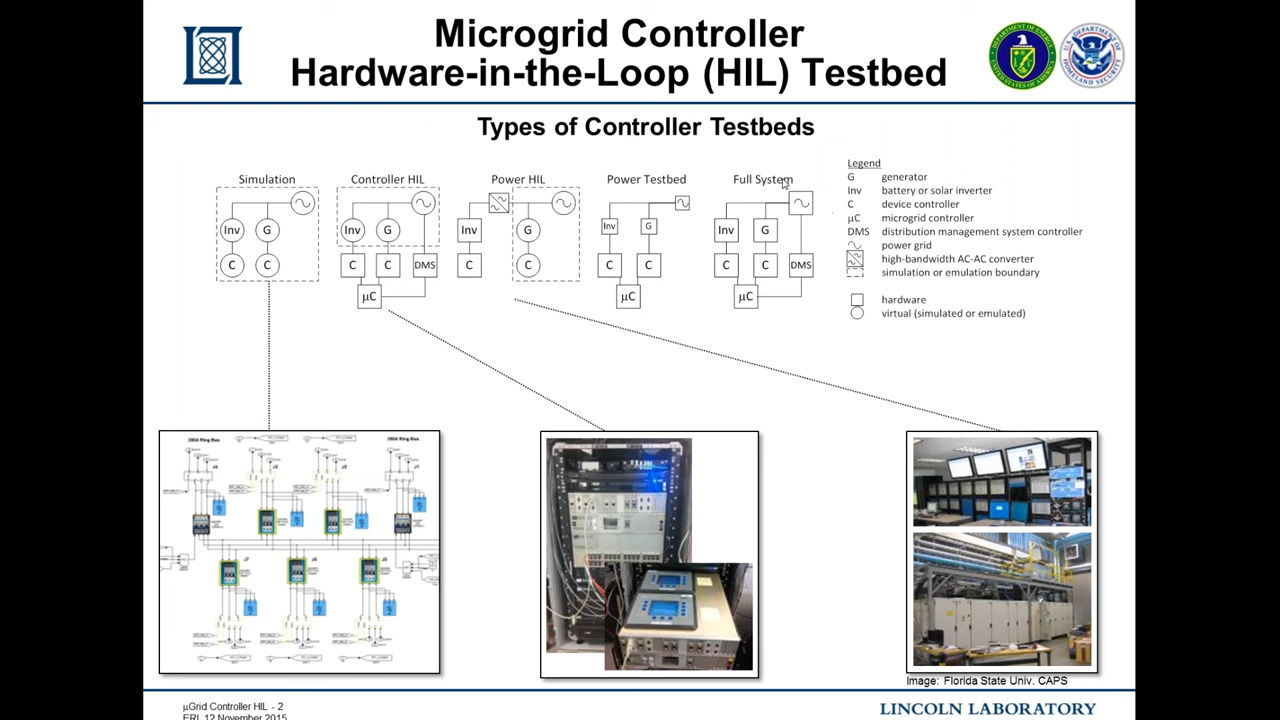 Microgrid Controller
Hardware-in-the-Loop (HIL) Testbed
Types of Controller Testbeds
Simulation
Controller HIL
Power HIL
Power Testbed
Full System
Inv G
C C
Inv G
C C DMS
μC
Inv G
C C
Inv G
C C
μC
Inv G
C C DMS
μC
Legend
G generator
Inv battery or solar inverter
C device controller
μC microgrid controller
DMS distribution management system controller
power grid
high-bandwidth AC-AC converter
simulation or emulation boundary
hardware
virtual (simulated or emulated)
Image: Florida State Univ. CAPS
μGrid Controller HIL - 2
ERL 12 November 2015
LINCOLN LABORATORY